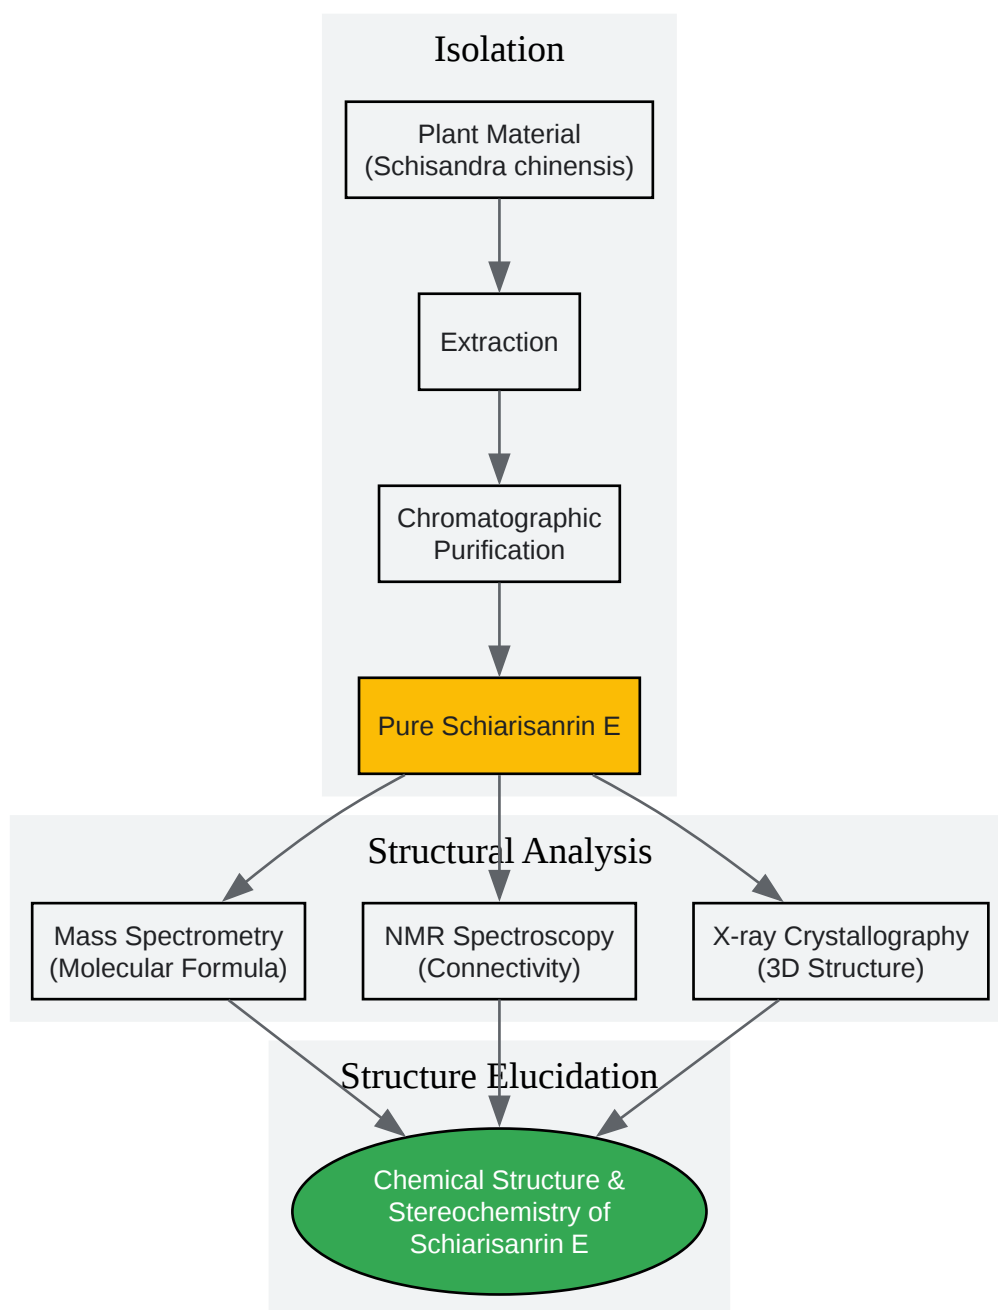 Isolation
Plant Material
(Schisandra chinensis)
Extraction
Chromatographic
Purification
Pure Schiarisanrin E
Structural Analysis
Mass Spectrometry
(Molecular Formula)
NMR Spectroscopy
(Connectivity)
X-ray Crystallography
(3D Structure)
Structure Elucidation
Chemical Structure &
Stereochemistry of
Schiarisanrin E